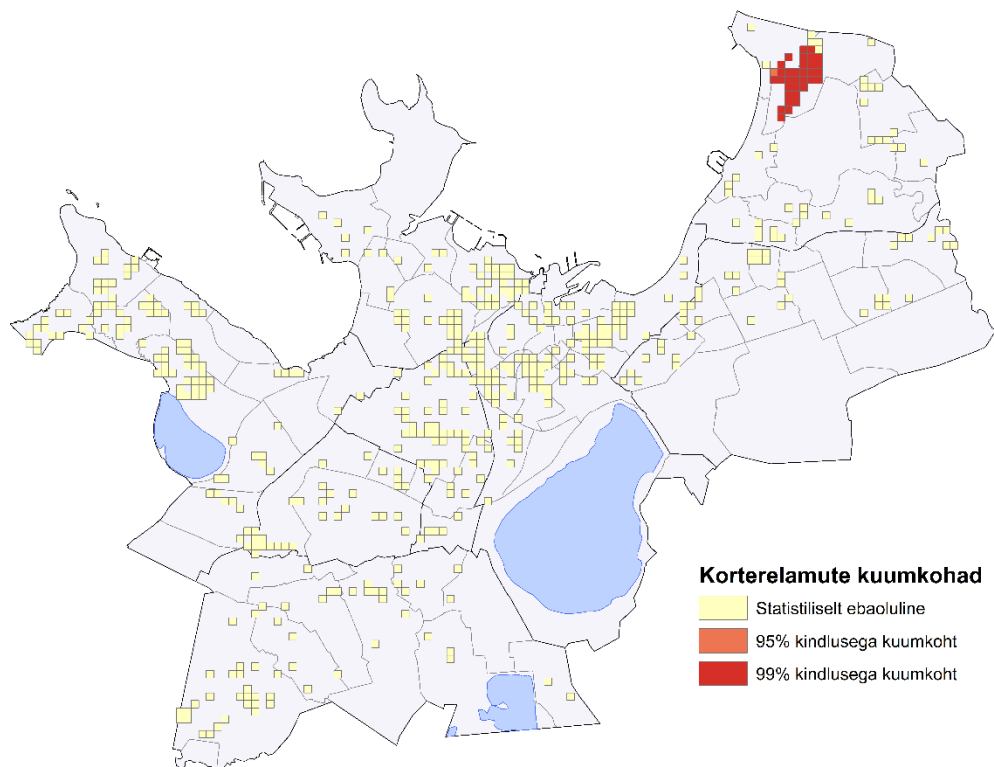 Korterelamute kuumkohad
Statistiliselt ebaoluline
95% kindlusega kuumkoht
99% kindlusega kuumkoht